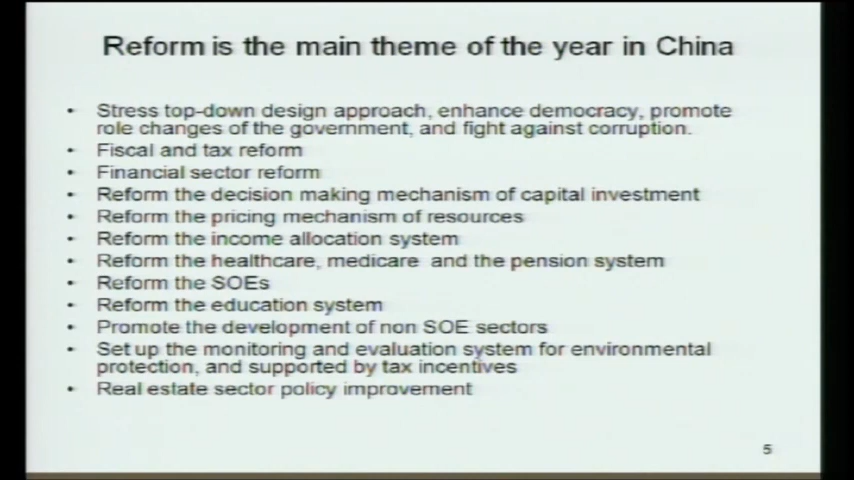 Reform is the main theme of the year in China
• Stress top-down design approach, enhance democracy, promote
role changes of the government, and fight against corruption.
• Fiscal and tax reform
• Financial sector reform
• Reform the decision making mechanism of capital investment
• Reform the pricing mechanism of resources
• Reform the income allocation system
• Reform the healthcare, medicare and the pension system
• Reform the SOEs
• Reform the education system
• Promote the development of non SOE sectors
• Set up the monitoring and evaluation system for environmental
protection, and supported by tax incentives
• Real estate sector policy improvement
5